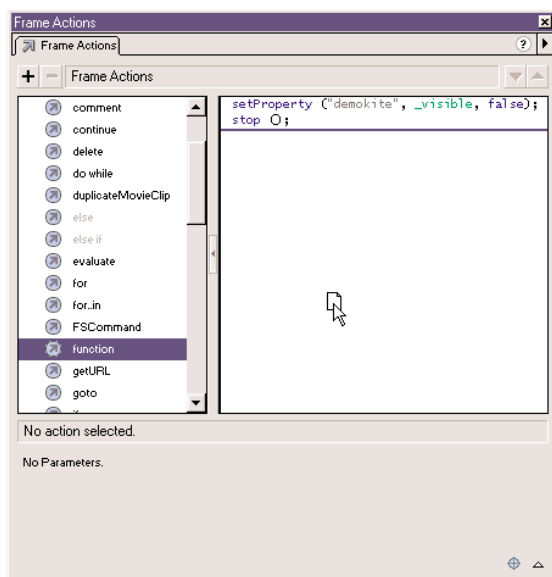 Frame Actions
Frame Actions
?
+ − Frame Actions
comment
continue
delete
do while
duplicateMovieClip
else
else if
evaluate
for
for..in
FSCommand
function
getURL
goto
setProperty ("demokite", _visible, false);
stop ();
No action selected.
No Parameters.